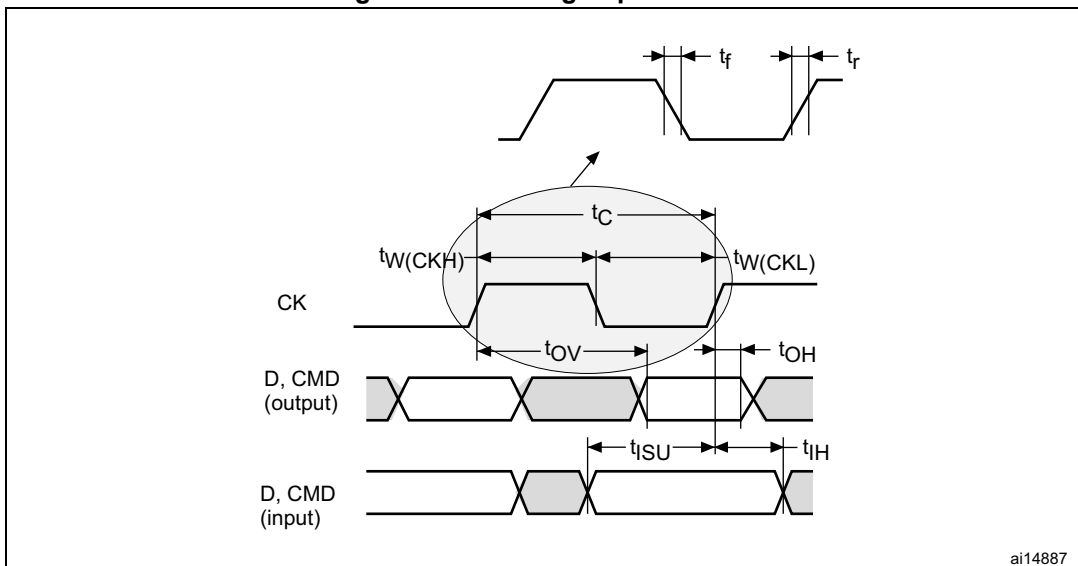 tf
tr
tC
tW(CKH)
tW(CKL)
CK
tOV
tOH
D, CMD
(output)
tISU
tIH
D, CMD
(input)
ai14887